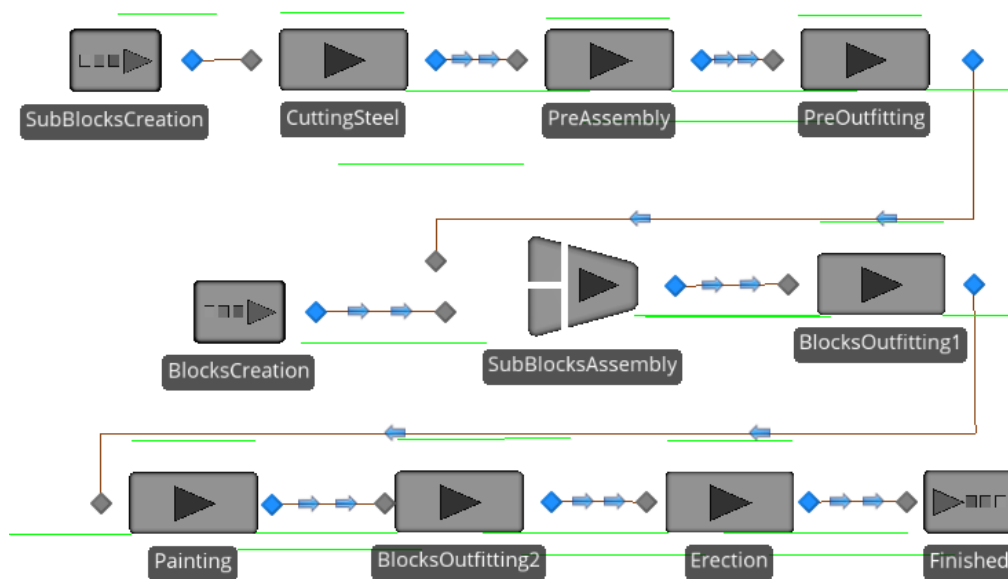 SubBlocksCreation
CuttingSteel
PreAssembly
PreOutfitting
BlocksCreation
SubBlocksAssembly
BlocksOutfitting1
Painting
BlocksOutfitting2
Erection
Finished